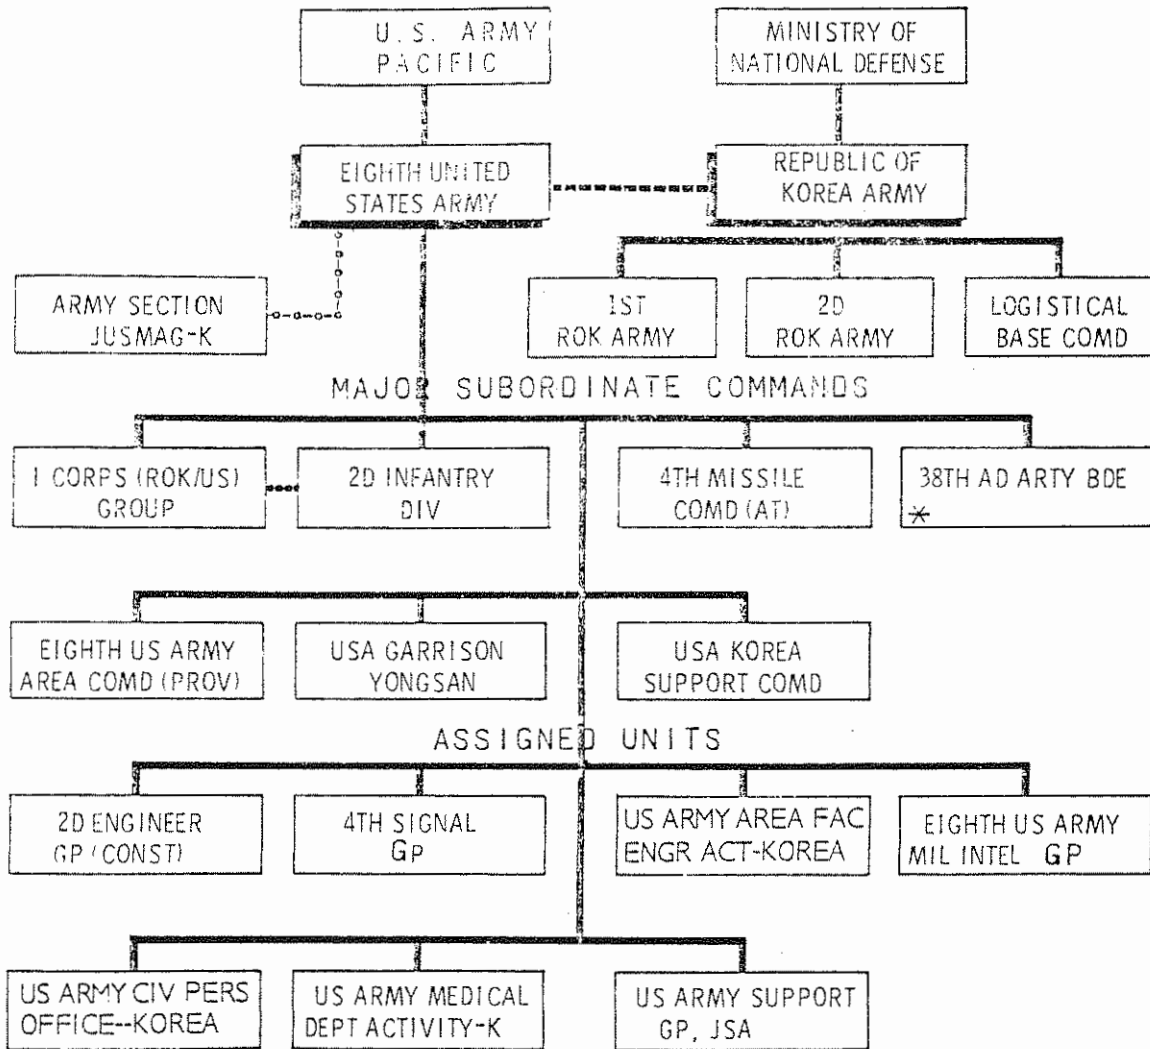 U.S. ARMY
PACIFIC
MINISTRY OF
NATIONAL DEFENSE
EIGHTH UNITED
STATES ARMY
REPUBLIC OF
KOREA ARMY
ARMY SECTION
JUSMAG-K
1ST
ROK ARMY
2D
ROK ARMY
LOGISTICAL
BASE COMD
MAJOR SUBORDINATE COMMANDS
I CORPS (ROK/US)
GROUP
2D INFANTRY
DIV
4TH MISSILE
COMD (AT)
38TH AD ARTY BDE
*
EIGHTH US ARMY
AREA COMD (PROV)
USA GARRISON
YONGSAN
USA KOREA
SUPPORT COMD
ASSIGNED UNITS
2D ENGINEER
GP (CONST)
4TH SIGNAL
GP
US ARMY AREA FAC
ENGR ACT-KOREA
EIGHTH US ARMY
MIL INTEL GP
US ARMY CIV PERS
OFFICE--KOREA
US ARMY MEDICAL
DEPT ACTIVITY-K
US ARMY SUPPORT
GP, JSA